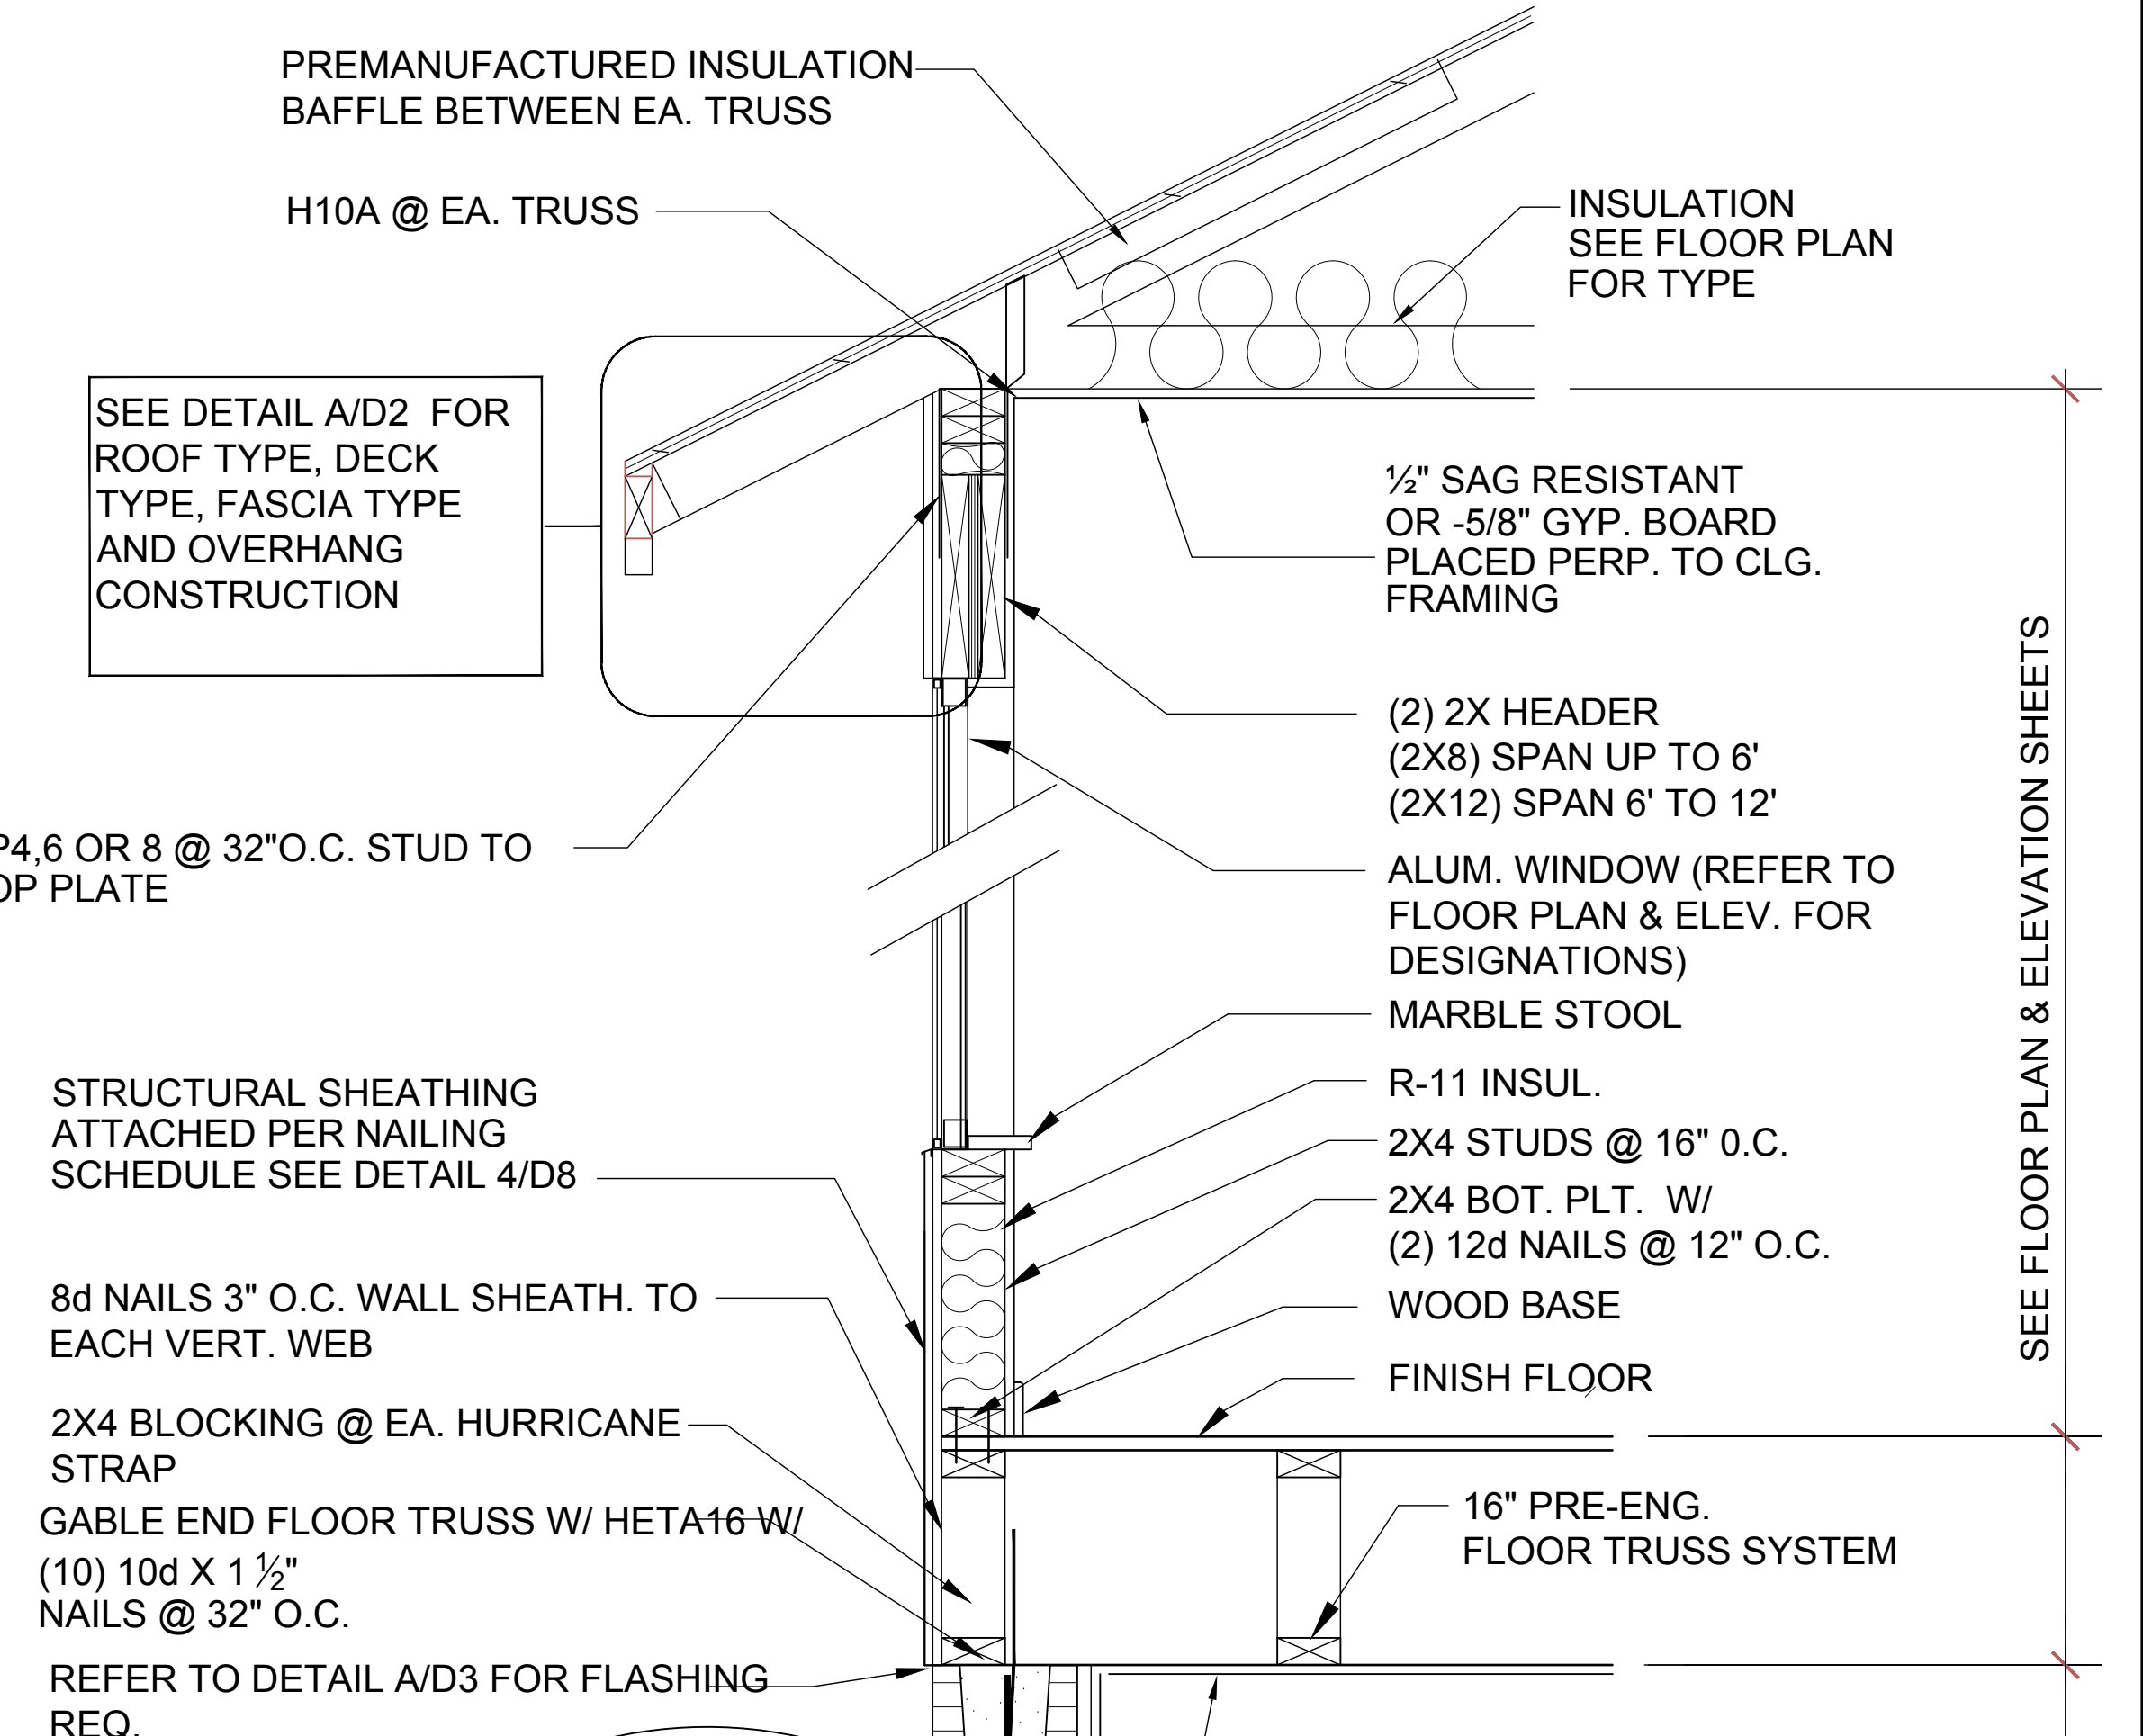 PREMANUFACTURED INSULATION
BAFFLE BETWEEN EA. TRUSS
H10A @ EA. TRUSS
INSULATION
SEE FLOOR PLAN
FOR TYPE
SEE DETAIL A/D2 FOR
ROOF TYPE, DECK
TYPE, FASCIA TYPE
AND OVERHANG
CONSTRUCTION
½" SAG RESISTANT
OR -5/8" GYP. BOARD
PLACED PERP. TO CLG.
FRAMING
(2) 2X HEADER
(2X8) SPAN UP TO 6'
(2X12) SPAN 6' TO 12'
P4,6 OR 8 @ 32"O.C. STUD TO
OP PLATE
ALUM. WINDOW (REFER TO
FLOOR PLAN & ELEV. FOR
DESIGNATIONS)
MARBLE STOOL
R-11 INSUL.
2X4 STUDS @ 16" 0.C.
2X4 BOT. PLT. W/
(2) 12d NAILS @ 12" O.C.
WOOD BASE
FINISH FLOOR
SEE FLOOR PLAN & ELEVATION SHEETS
STRUCTURAL SHEATHING
ATTACHED PER NAILING
SCHEDULE SEE DETAIL 4/D8
8d NAILS 3" O.C. WALL SHEATH. TO
EACH VERT. WEB
2X4 BLOCKING @ EA. HURRICANE
STRAP
GABLE END FLOOR TRUSS W/ HETA16 W/
(10) 10d X 1 ½"
NAILS @ 32" O.C.
16" PRE-ENG.
FLOOR TRUSS SYSTEM
REFER TO DETAIL A/D3 FOR FLASHING
REQ.